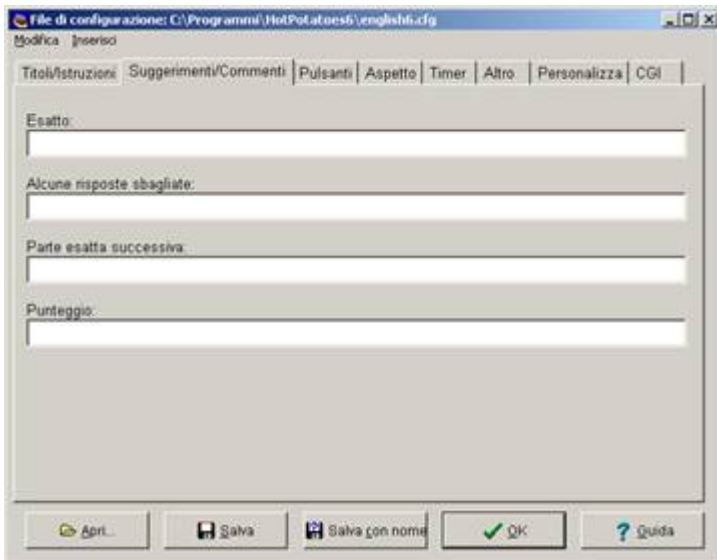 File di configurazione: C:\Programmi\HotPotatoes6\english6.cfg
Modifica Inserisci
Titoli/Istruzioni Suggerimenti/Commenti Pulsanti Aspetto Timer Altro Personalizza CGI
Esatto:
Alcune risposte sbagliate:
Parte esatta successiva:
Punteggio:
Apri... Salva Salva con nome OK Guida